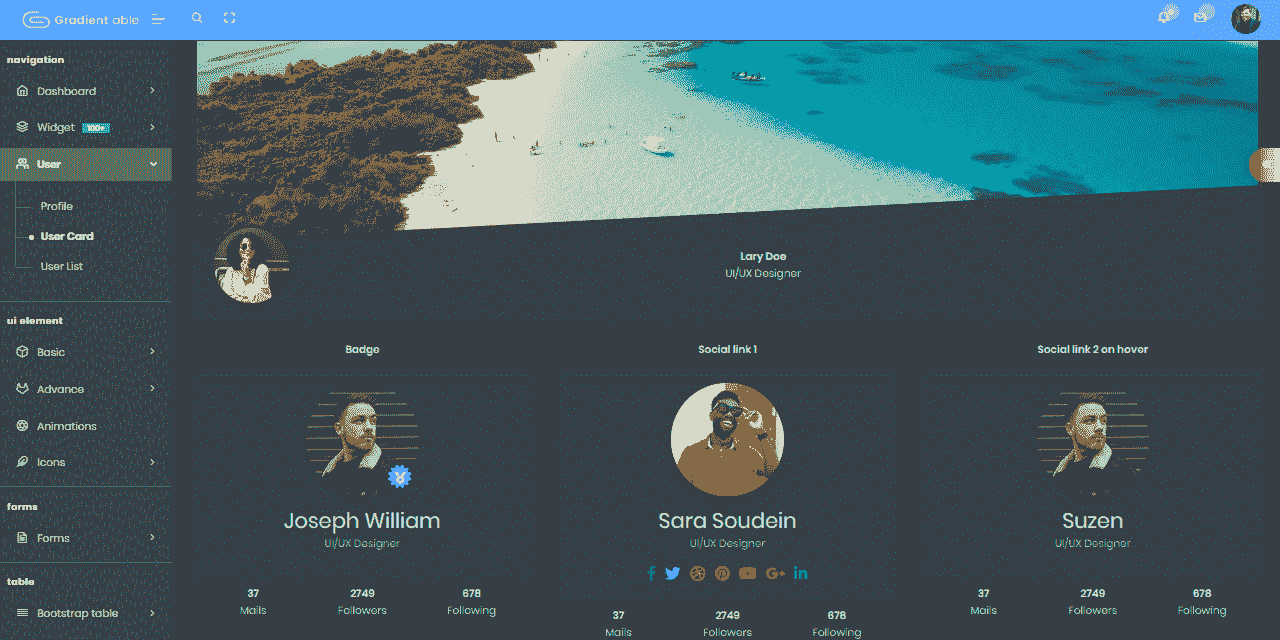 Gradient able
navigation
Dashboard
Widget 100+
User
Profile
User Card
User List
ui element
Basic
Advance
Animations
Icons
forms
Forms
table
Bootstrap table
Lary Doe
UI/UX Designer
Badge
Joseph William
UI/UX Designer
37 2749 678
Mails Followers Following
Social link 1
Sara Soudein
UI/UX Designer
37 2749 678
Mails Followers Following
Social link 2 on hover
Suzen
UI/UX Designer
37 2749 678
Mails Followers Following